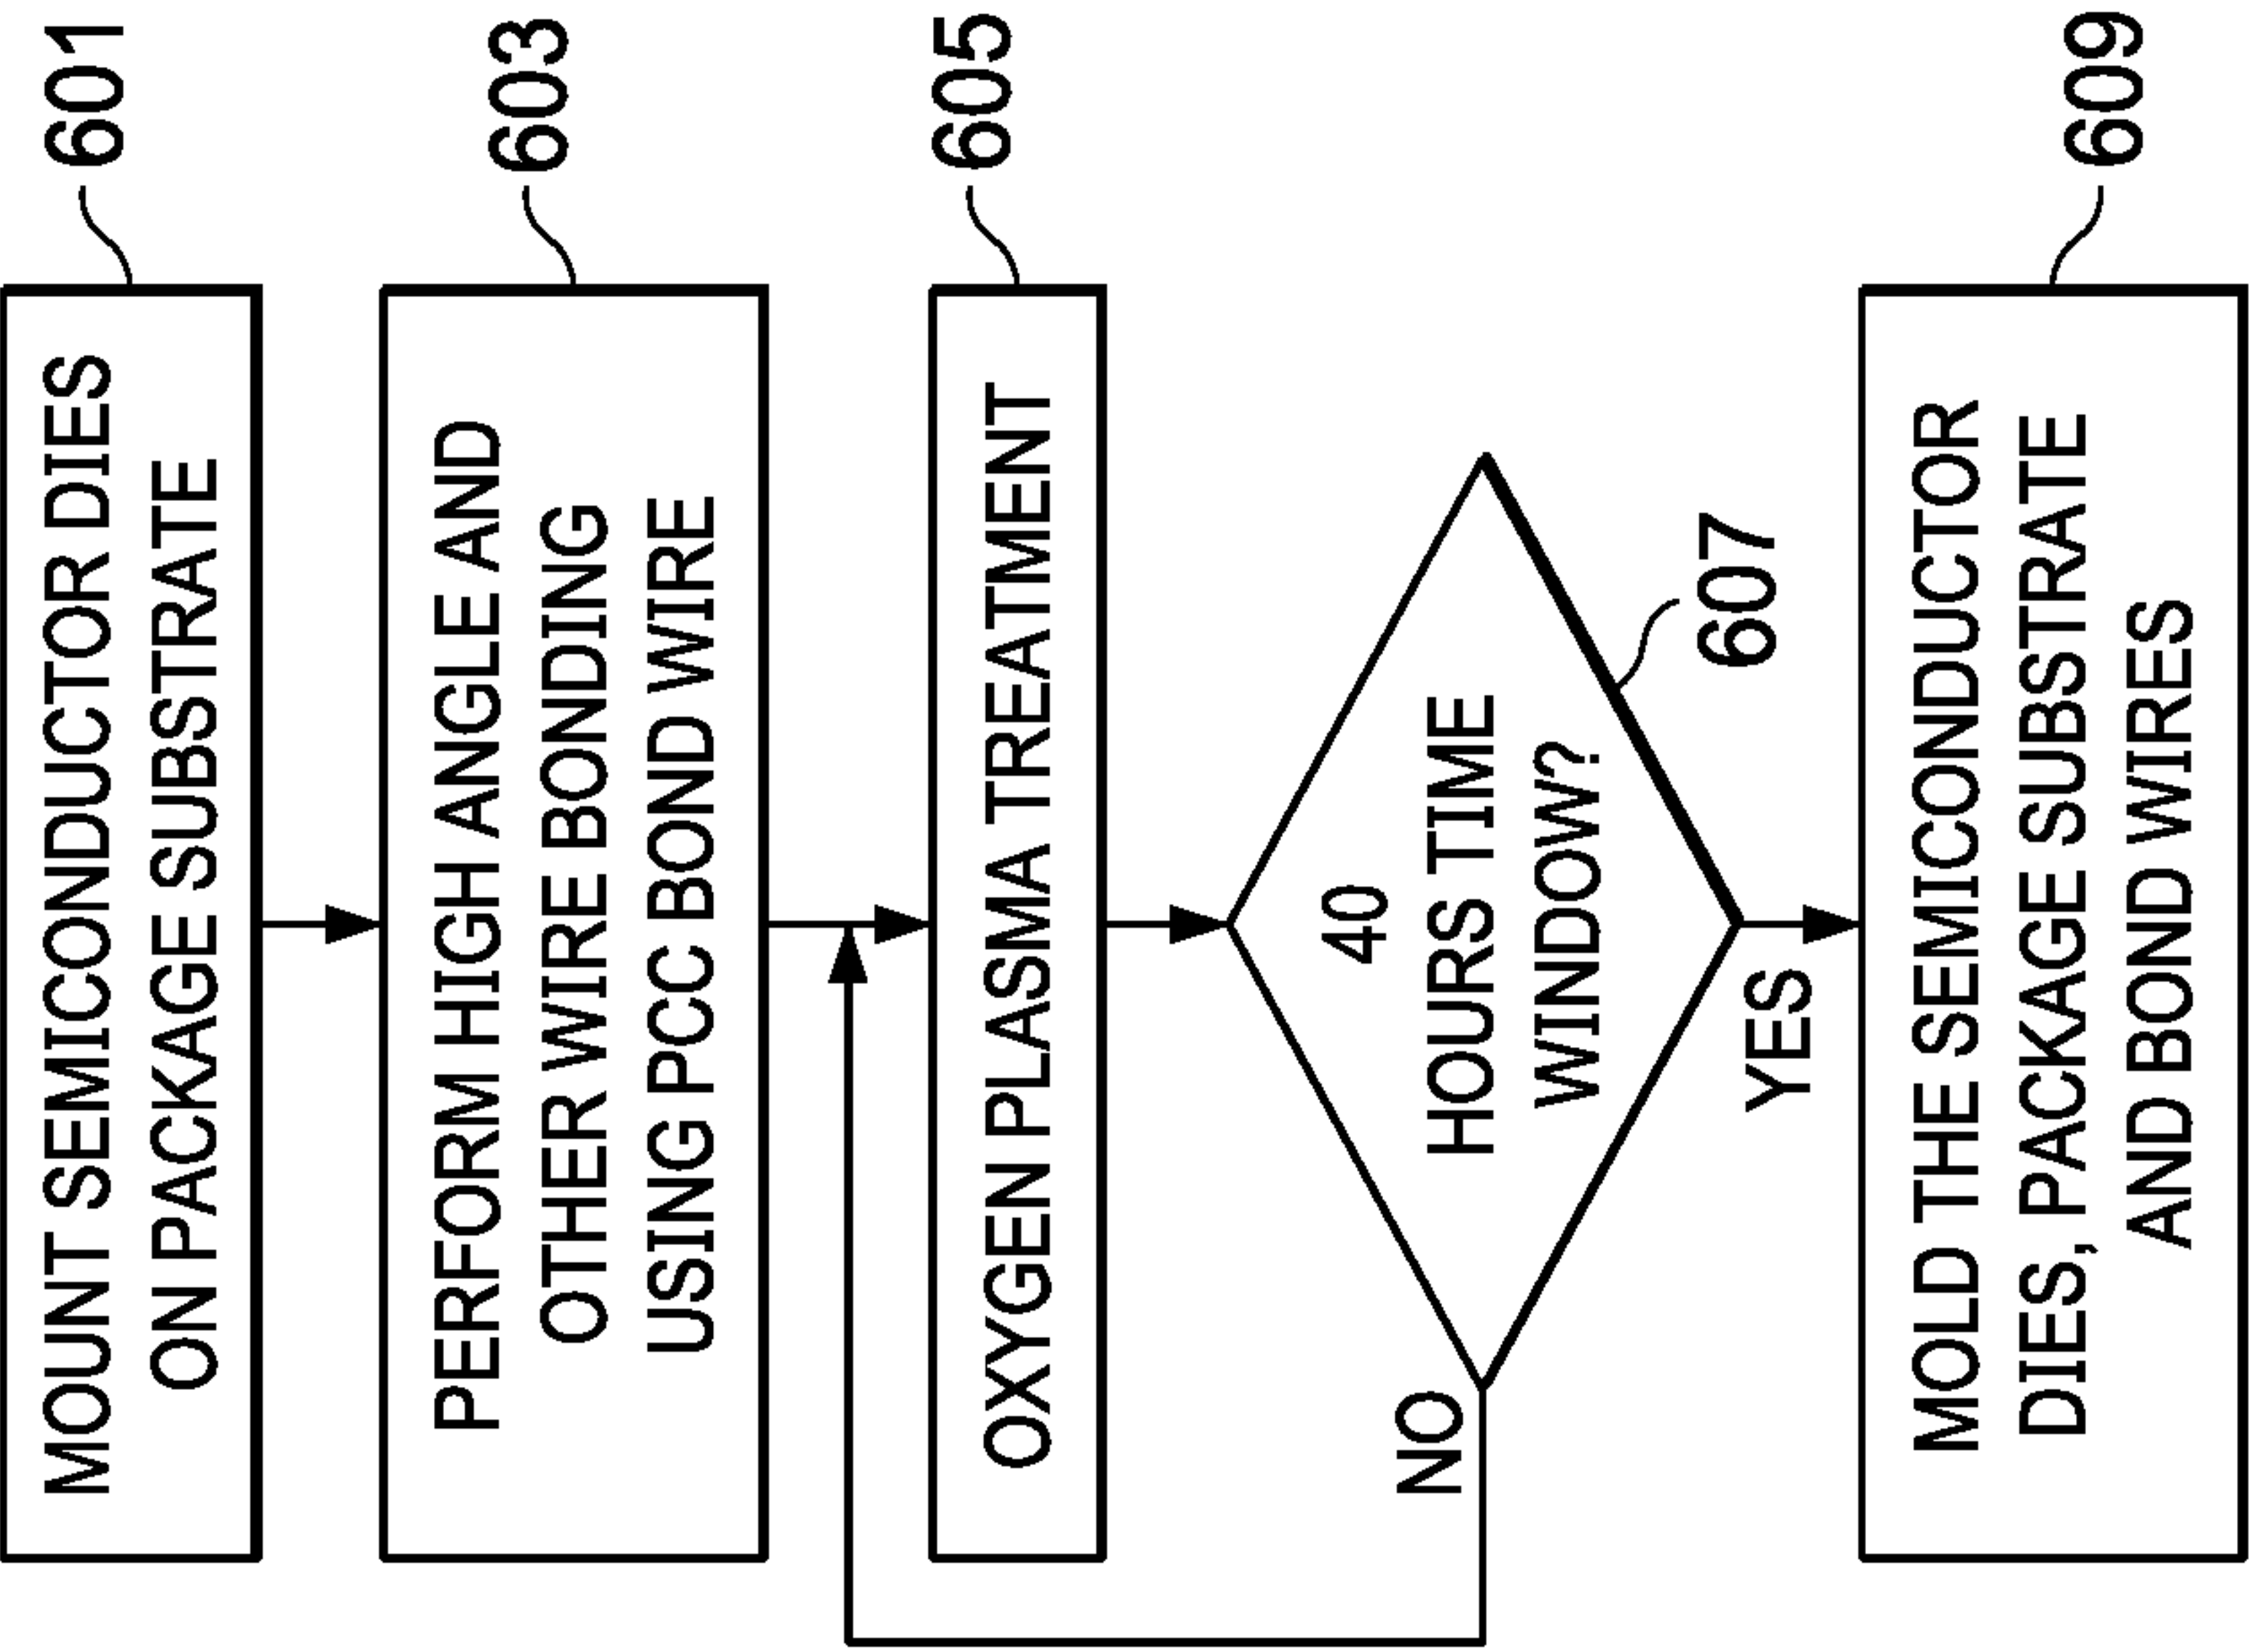 601
MOUNT SEMICONDUCTOR DIES
ON PACKAGE SUBSTRATE
603
PERFORM HIGH ANGLE AND
OTHER WIRE BONDING
USING PCC BOND WIRE
605
OXYGEN PLASMA TREATMENT
40
HOURS TIME
WINDOW?
607
NO
YES
609
MOLD THE SEMICONDUCTOR
DIES, PACKAGE SUBSTRATE
AND BOND WIRES